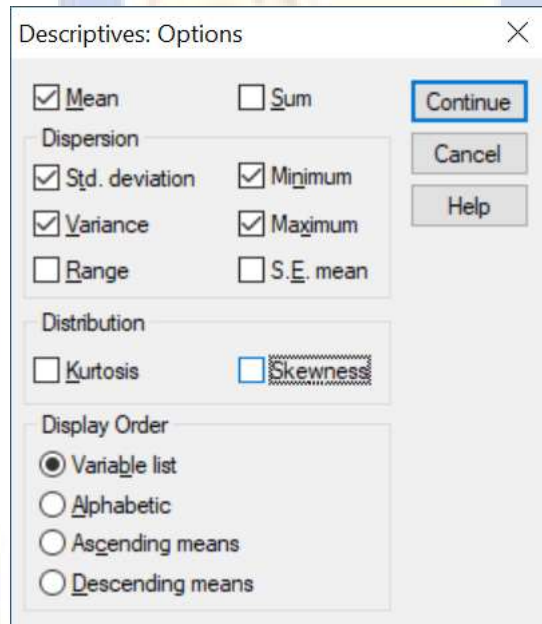 Descriptives: Options
Mean Sum
Continue
Dispersion
Cancel
Std. deviation Minimum
Help
Variance Maximum
Range S.E. mean
Distribution
Kurtosis Skewness
Display Order
Variable list
Alphabetic
Ascending means
Descending means